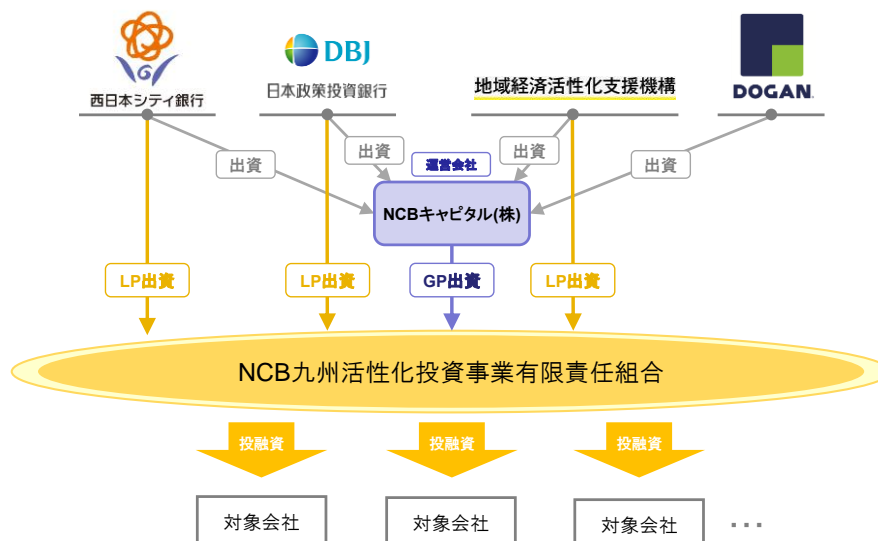 西日本シティ銀行
DBJ
日本政策投資銀行
地域経済活性化支援機構
DOGAN.
出資
出資
出資
出資
運営会社
NCBキャピタル(株)
LP出資
LP出資
GP出資
LP出資
NCB九州活性化投資事業有限責任組合
投融資
投融資
投融資
対象会社
対象会社
対象会社
・・・